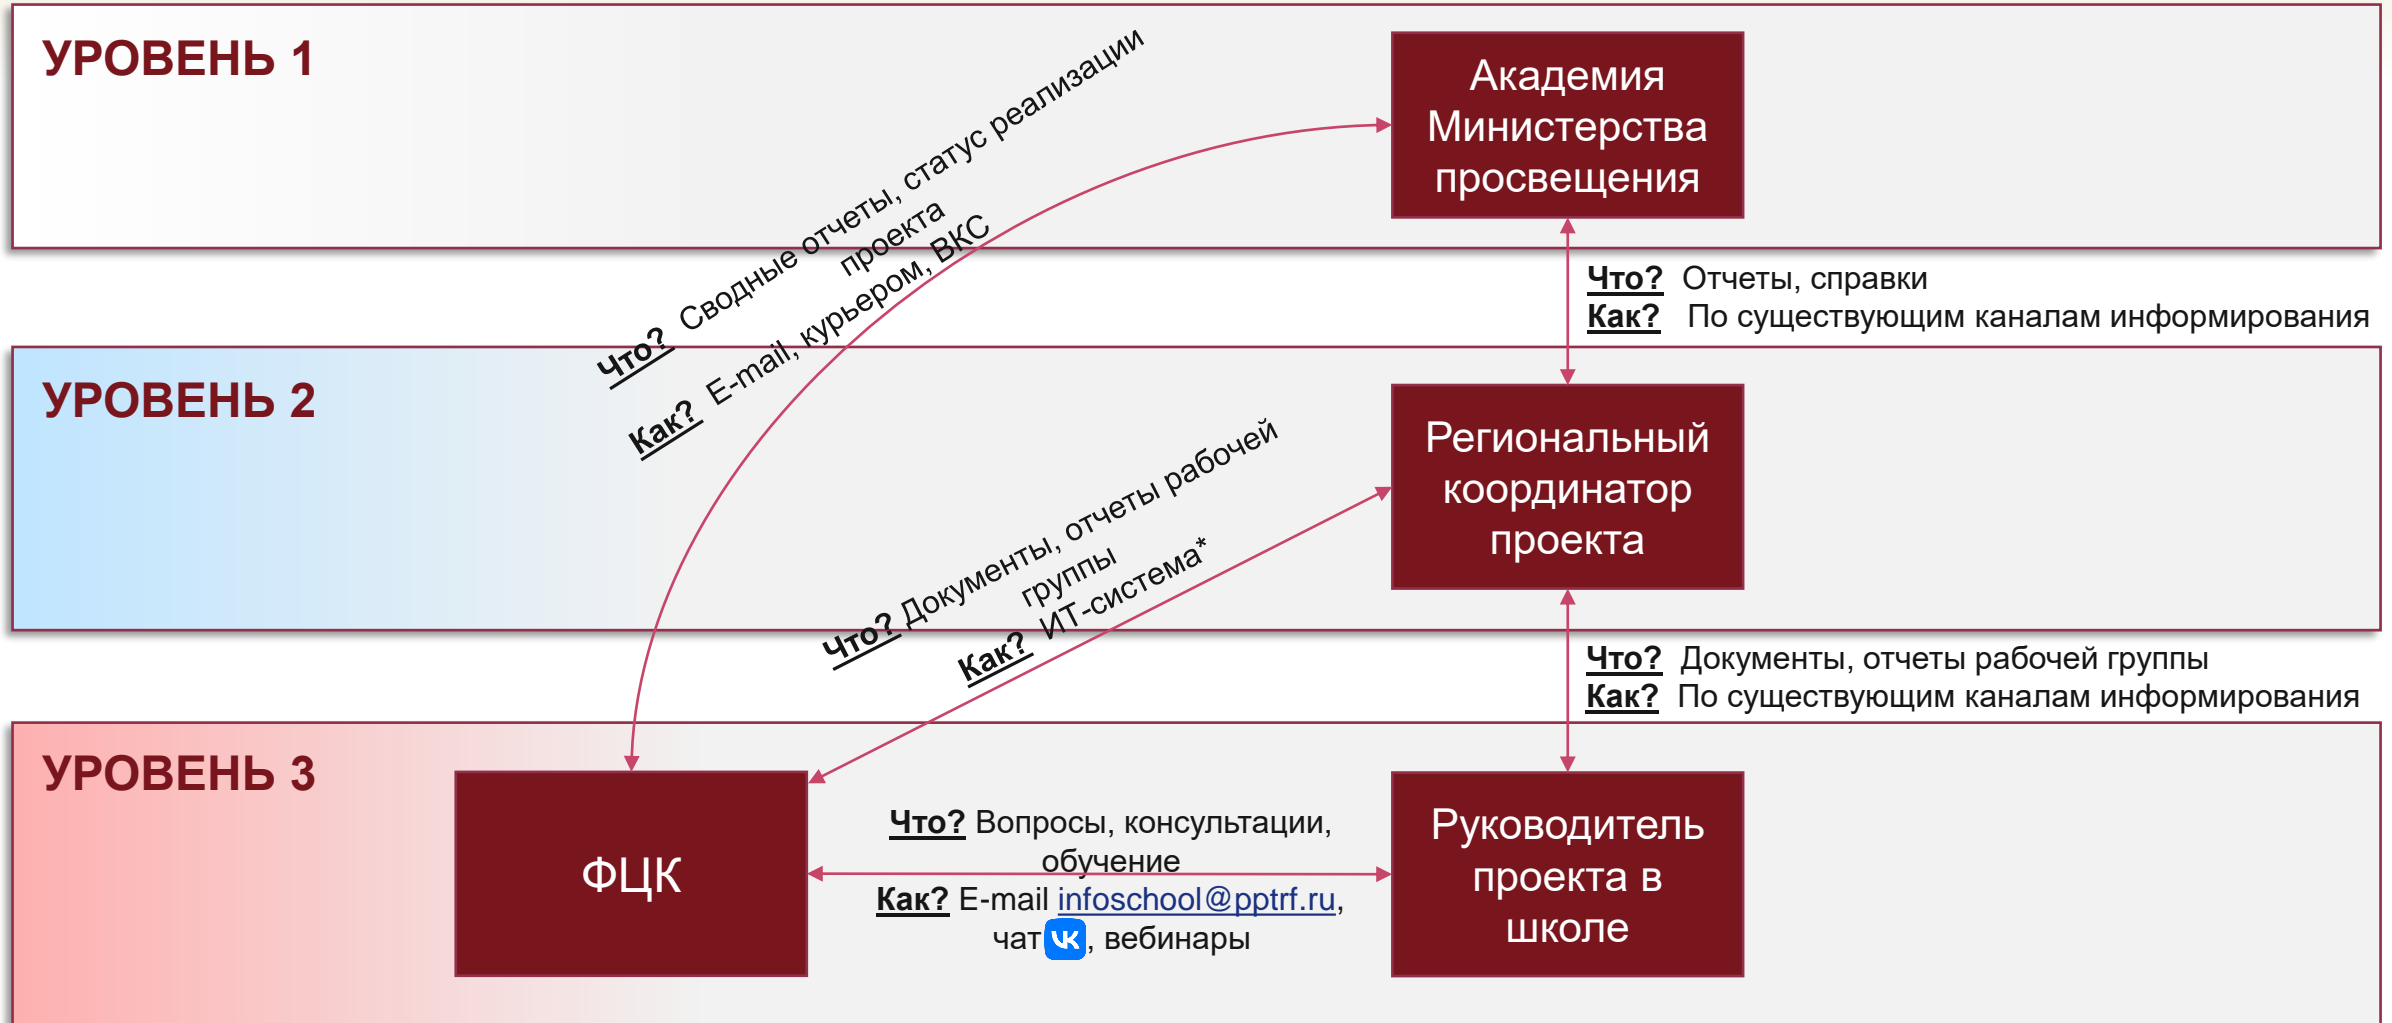 УРОВЕНЬ 1
Академия
Министерства
просвещения
Что? Сводные отчеты, статус реализации
проекта
Как? E-mail, курьером, ВКС
Что? Отчеты, справки
Как? По существующим каналам информирования
УРОВЕНЬ 2
Региональный
координатор
проекта
Что? Документы, отчеты рабочей
группы
Как? ИТ-система*
Что? Документы, отчеты рабочей группы
Как? По существующим каналам информирования
УРОВЕНЬ 3
ФЦК
Что? Вопросы, консультации,
обучение
Как? E-mail infoschool@pptrf.ru,
чат VK, вебинары
Руководитель
проекта в
школе